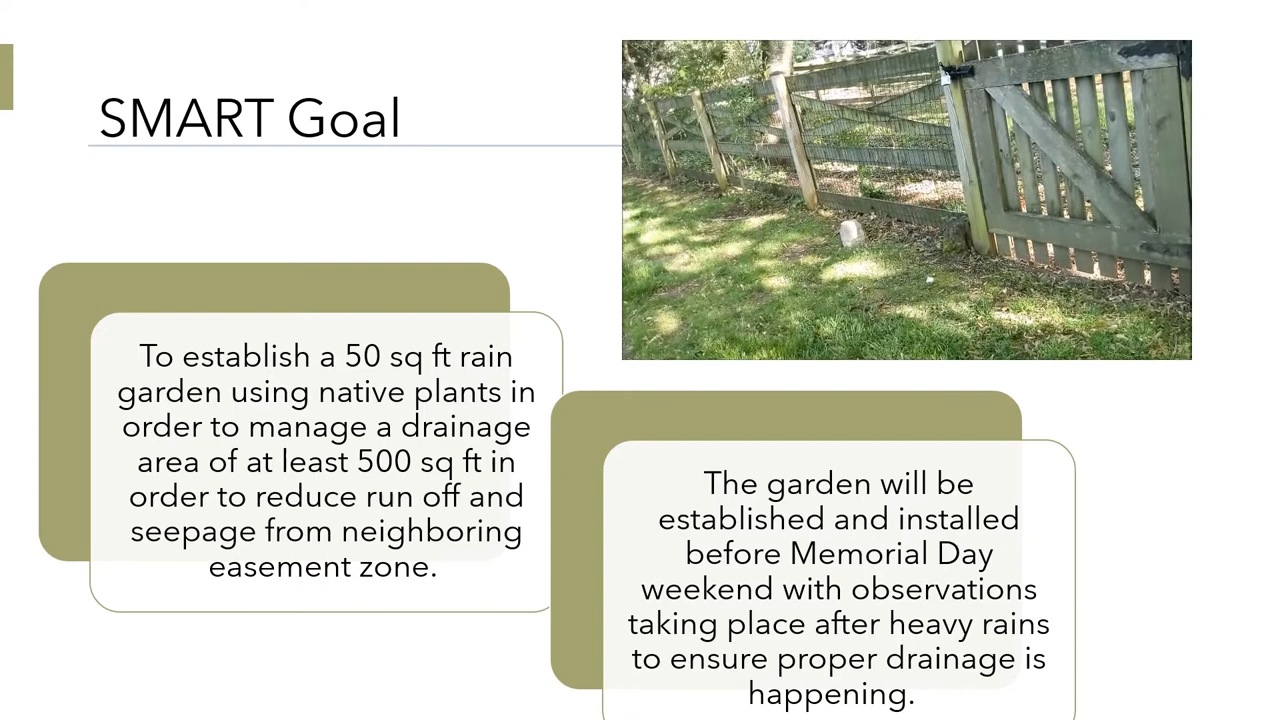 SMART Goal
To establish a 50 sq ft rain
garden using native plants in
order to manage a drainage
area of at least 500 sq ft in
order to reduce run off and
seepage from neighboring
easement zone.
The garden will be
established and installed
before Memorial Day
weekend with observations
taking place after heavy rains
to ensure proper drainage is
happening.